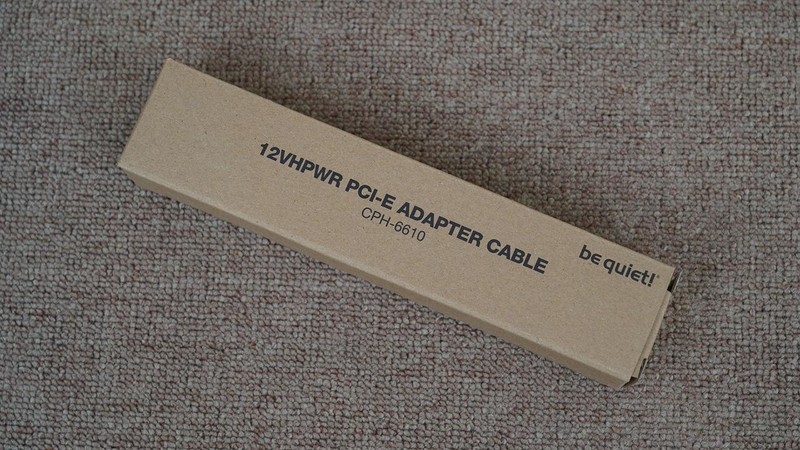 12VHPWR PCI-E ADAPTER CABLE
CPH-6610
be quiet!